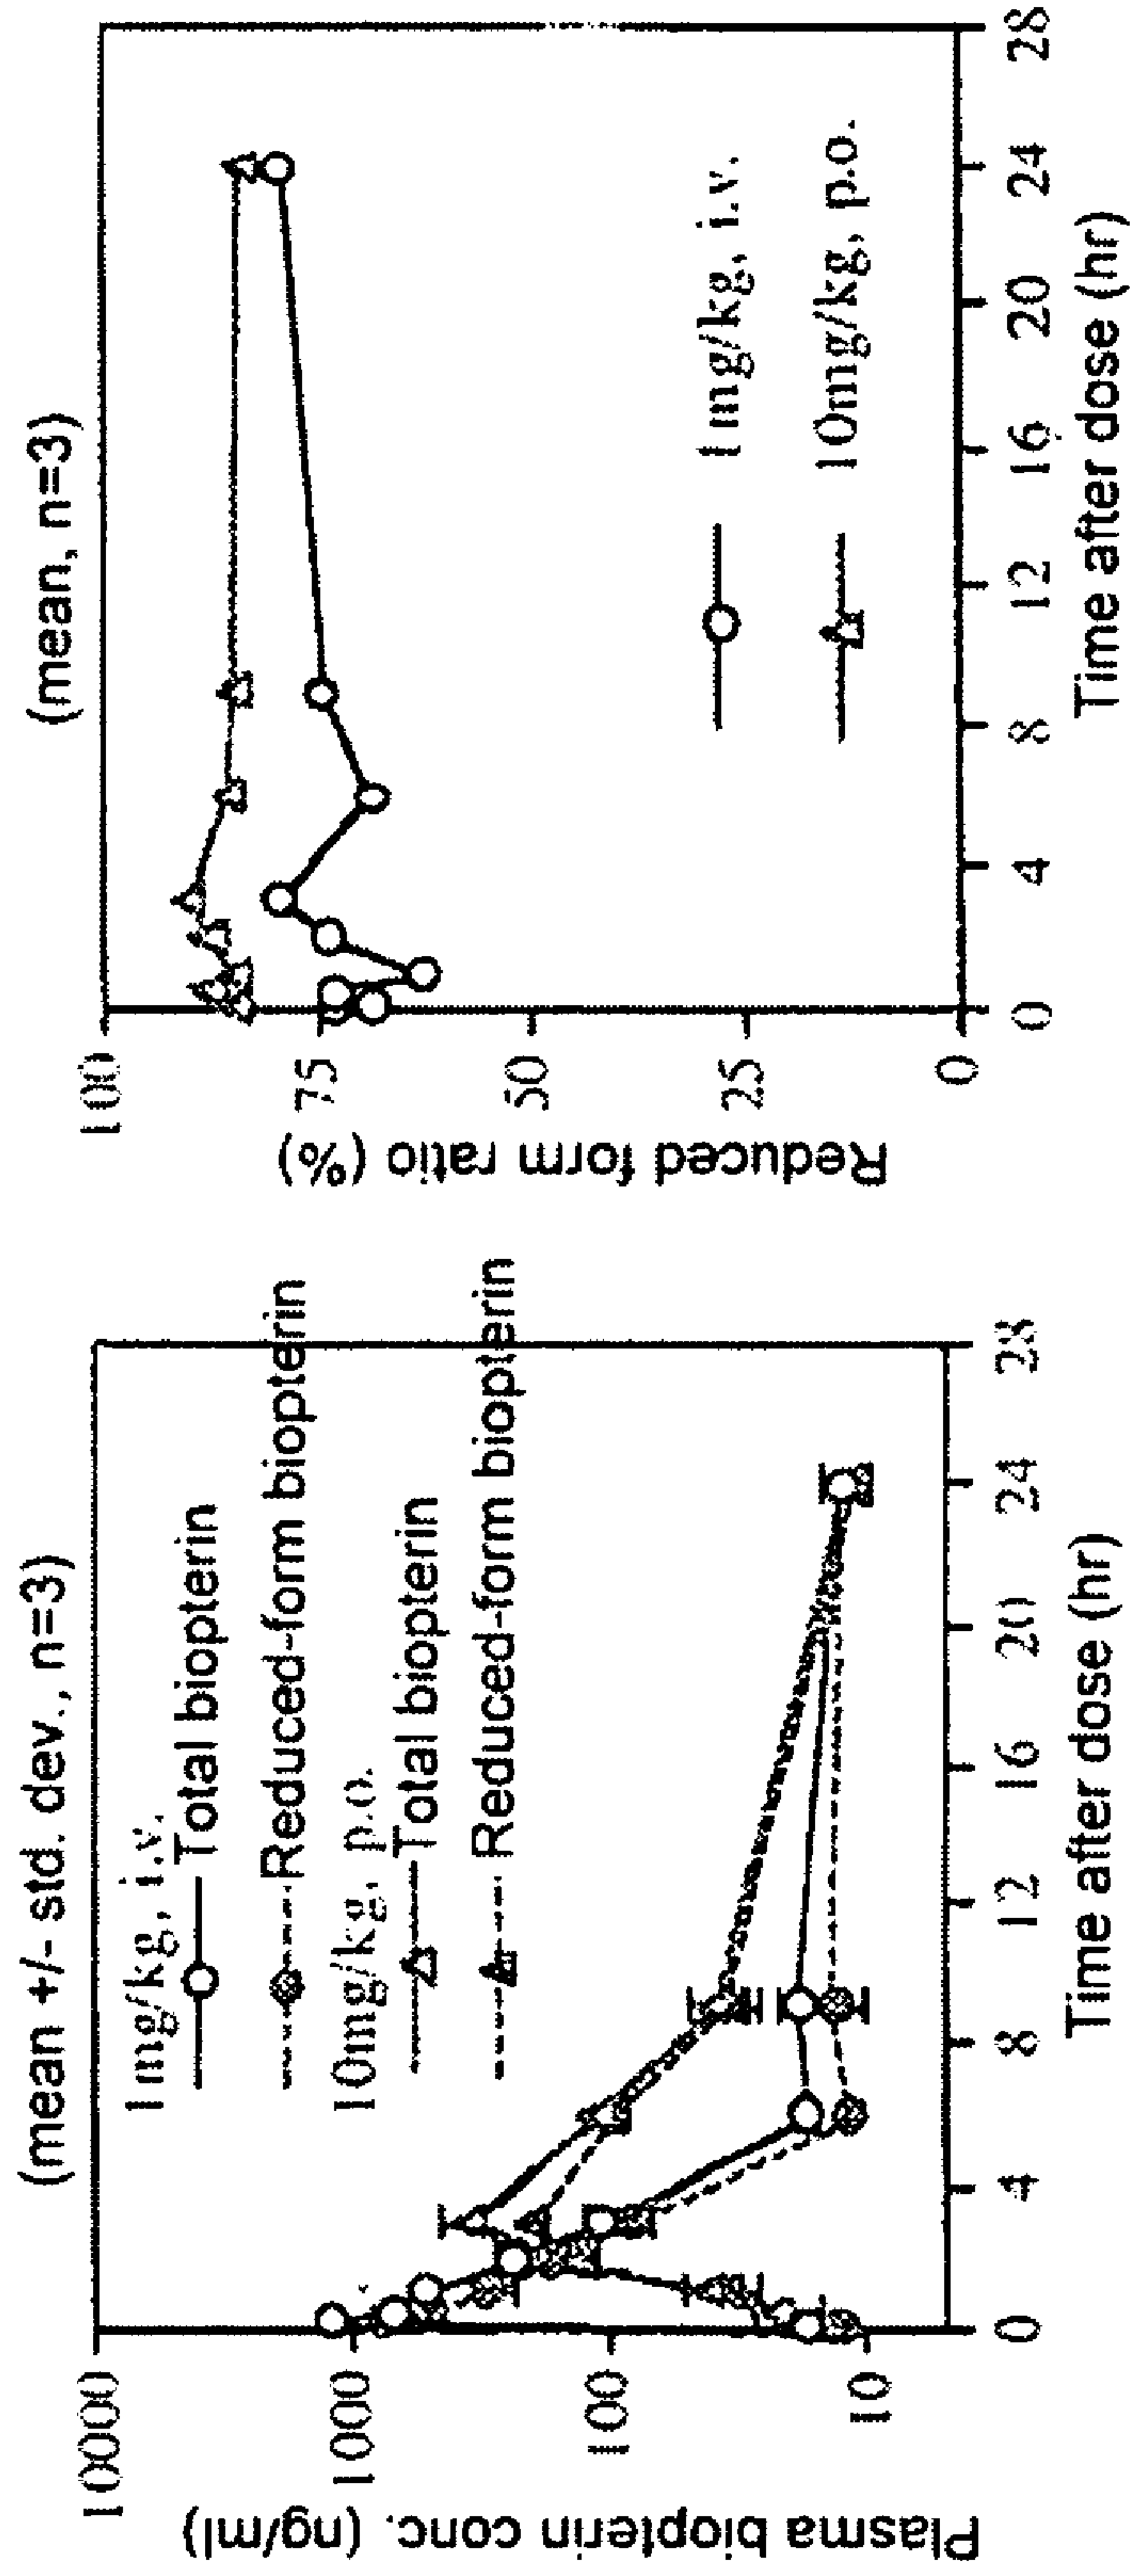 (mean +/- std. dev., n=3)
Plasma biopterin conc. (ng/ml)
10000
1000
100
10
1mg/kg, i.v.
Total biopterin
Reduced-form biopterin
10mg/kg, p.o.
Total biopterin
Reduced-form biopterin
0 4 8 12 16 20 24 28
Time after dose (hr)
(mean, n=3)
Reduced form ratio (%)
100
75
50
25
0
1mg/kg, i.v.
10mg/kg, p.o.
0 4 8 12 16 20 24 28
Time after dose (hr)